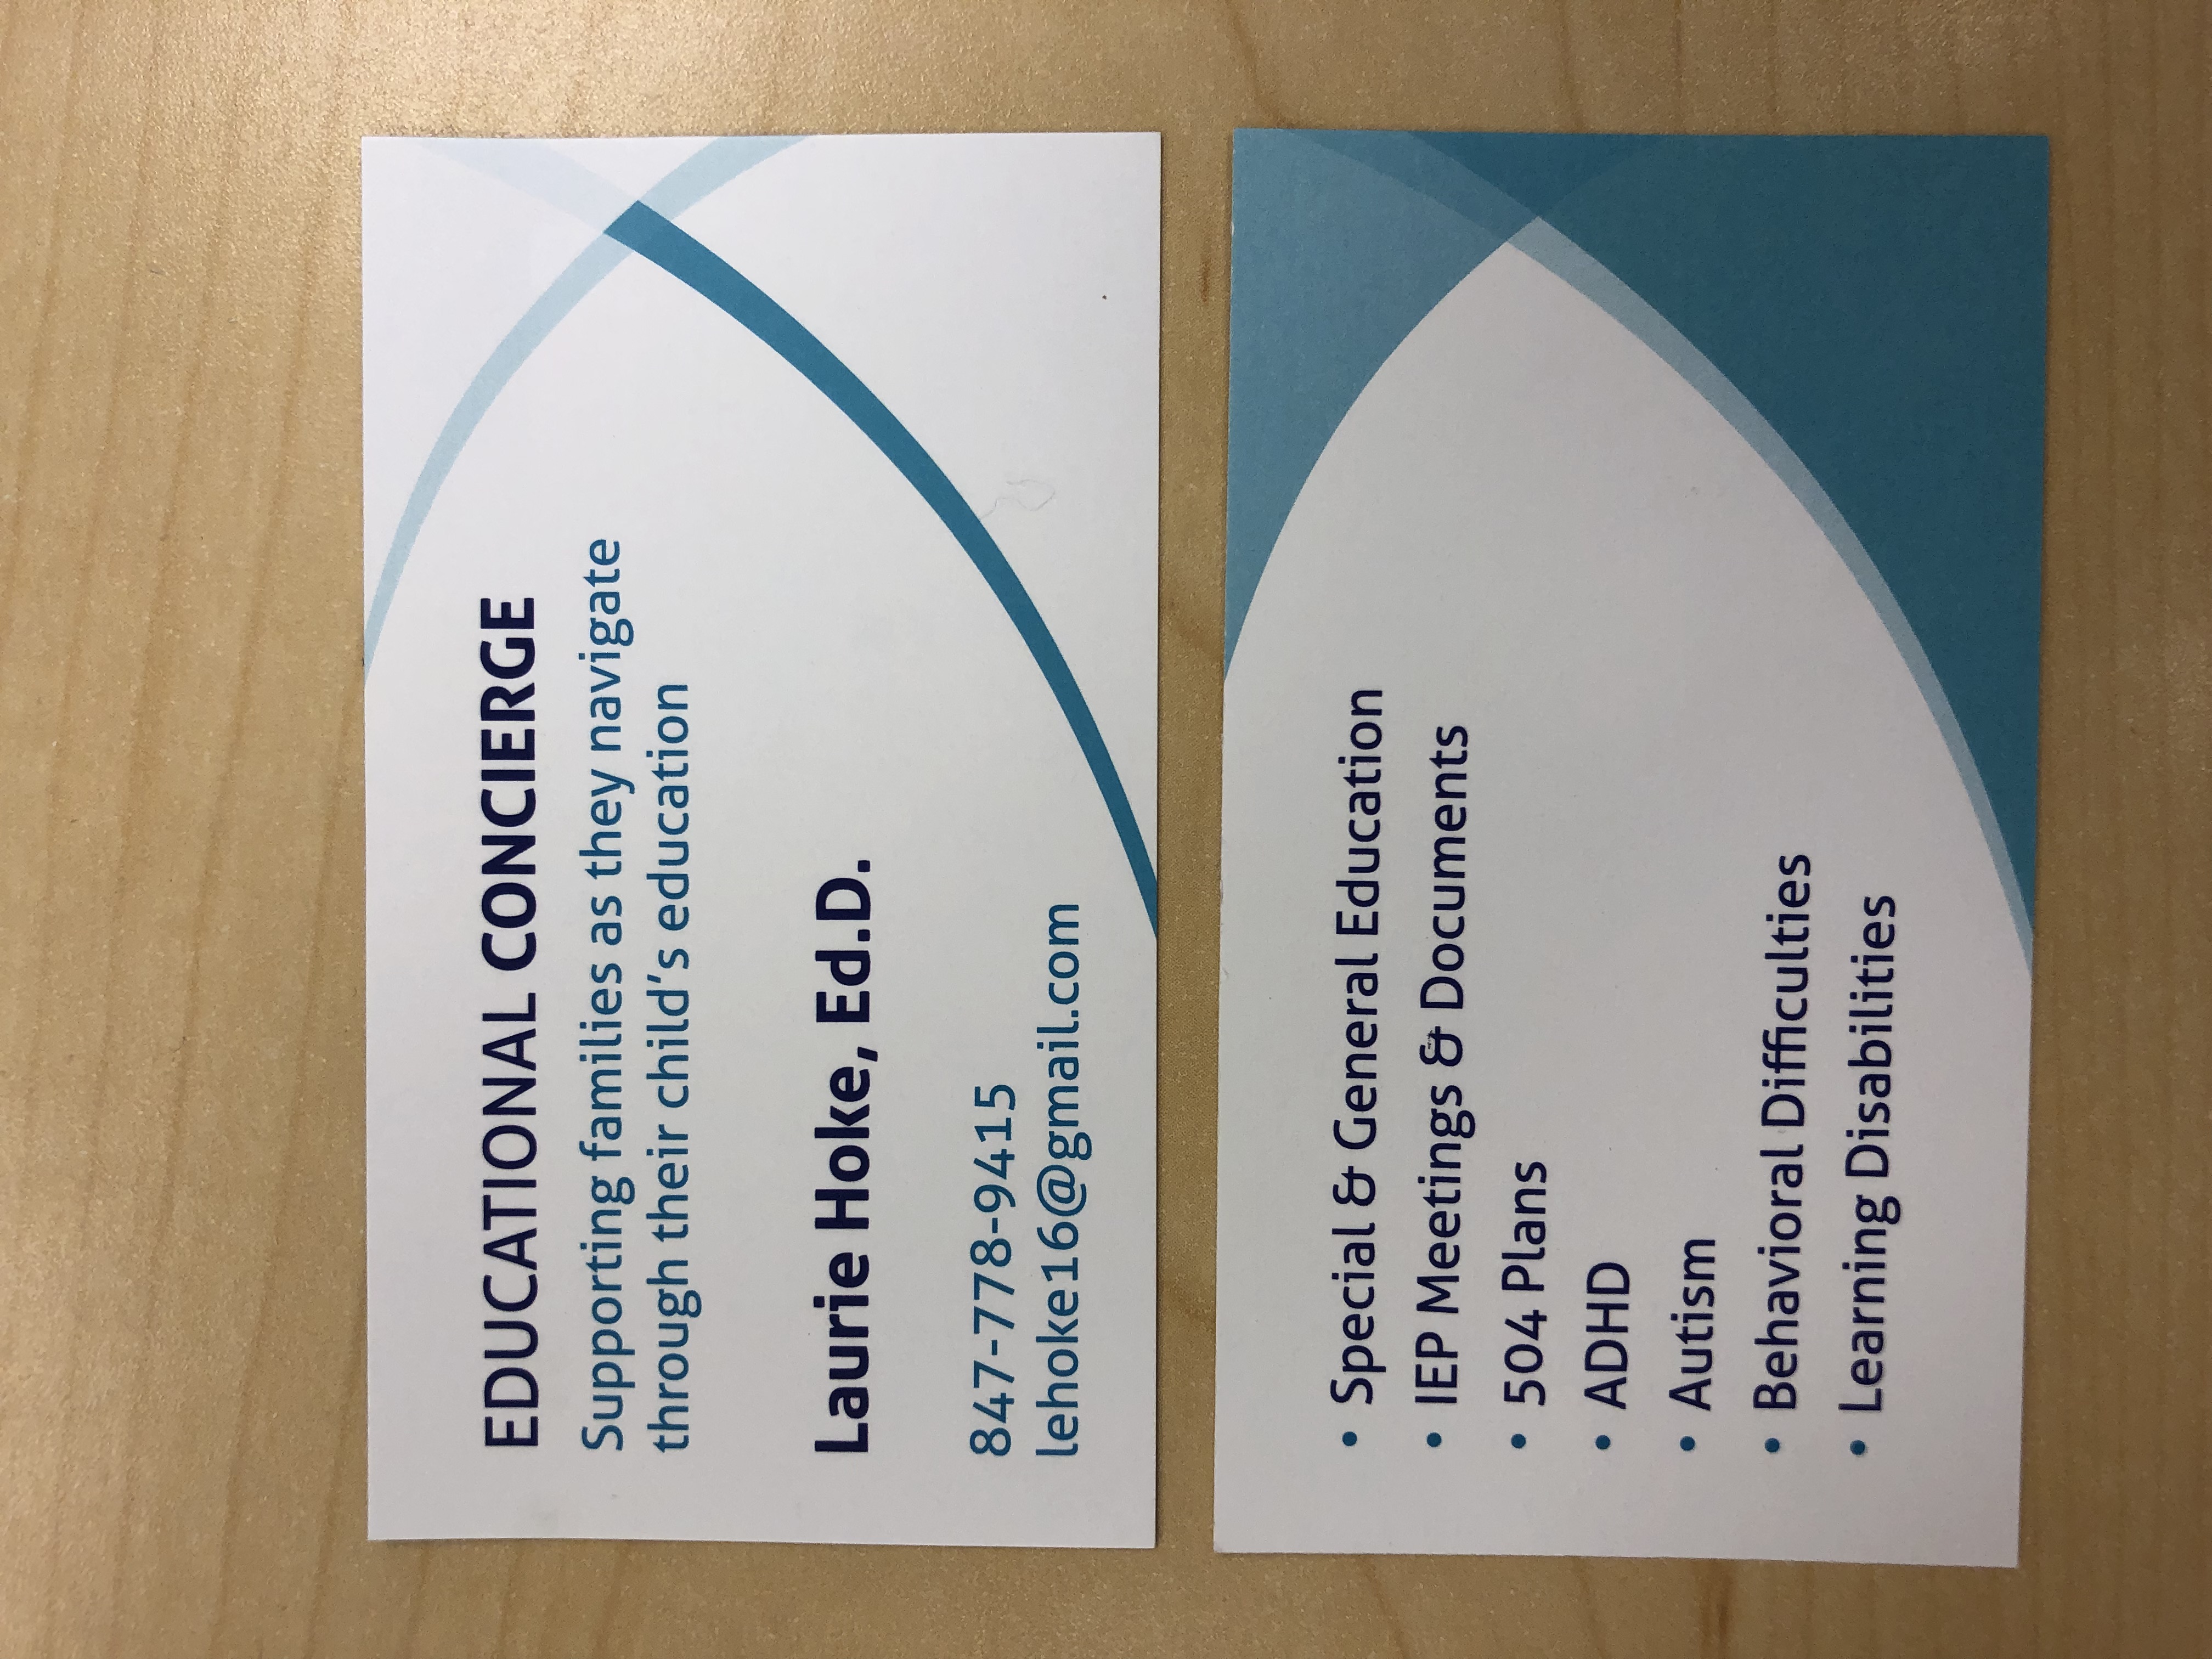 EDUCATIONAL CONCIERGE
Supporting families as they navigate
through their child's education
Laurie Hoke, Ed.D.
847-778-9415
lehoke16@gmail.com
• Special & General Education
• IEP Meetings & Documents
• 504 Plans
• ADHD
• Autism
• Behavioral Difficulties
• Learning Disabilities